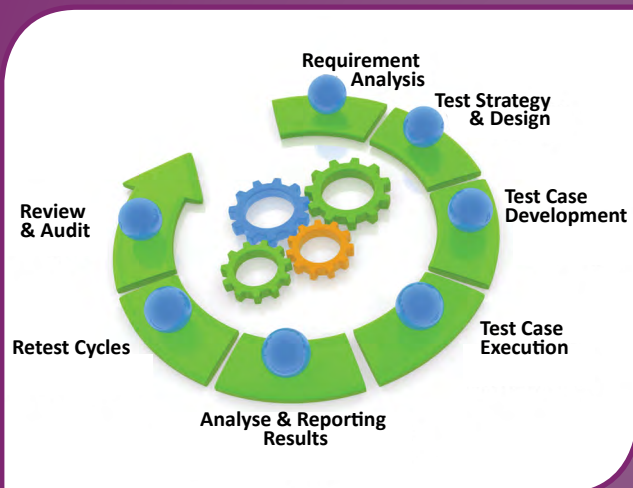 Requirement
Analysis
Test Strategy
& Design
Test Case
Development
Test Case
Execution
Analyse & Reporting
Results
Retest Cycles
Review
& Audit